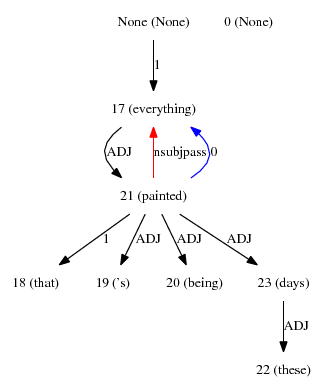 None (None) 0 (None)
1
17 (everything)
ADJ nsubjpass 0
21 (painted)
1 ADJ ADJ ADJ
18 (that) 19 ('s) 20 (being) 23 (days)
ADJ
22 (these)